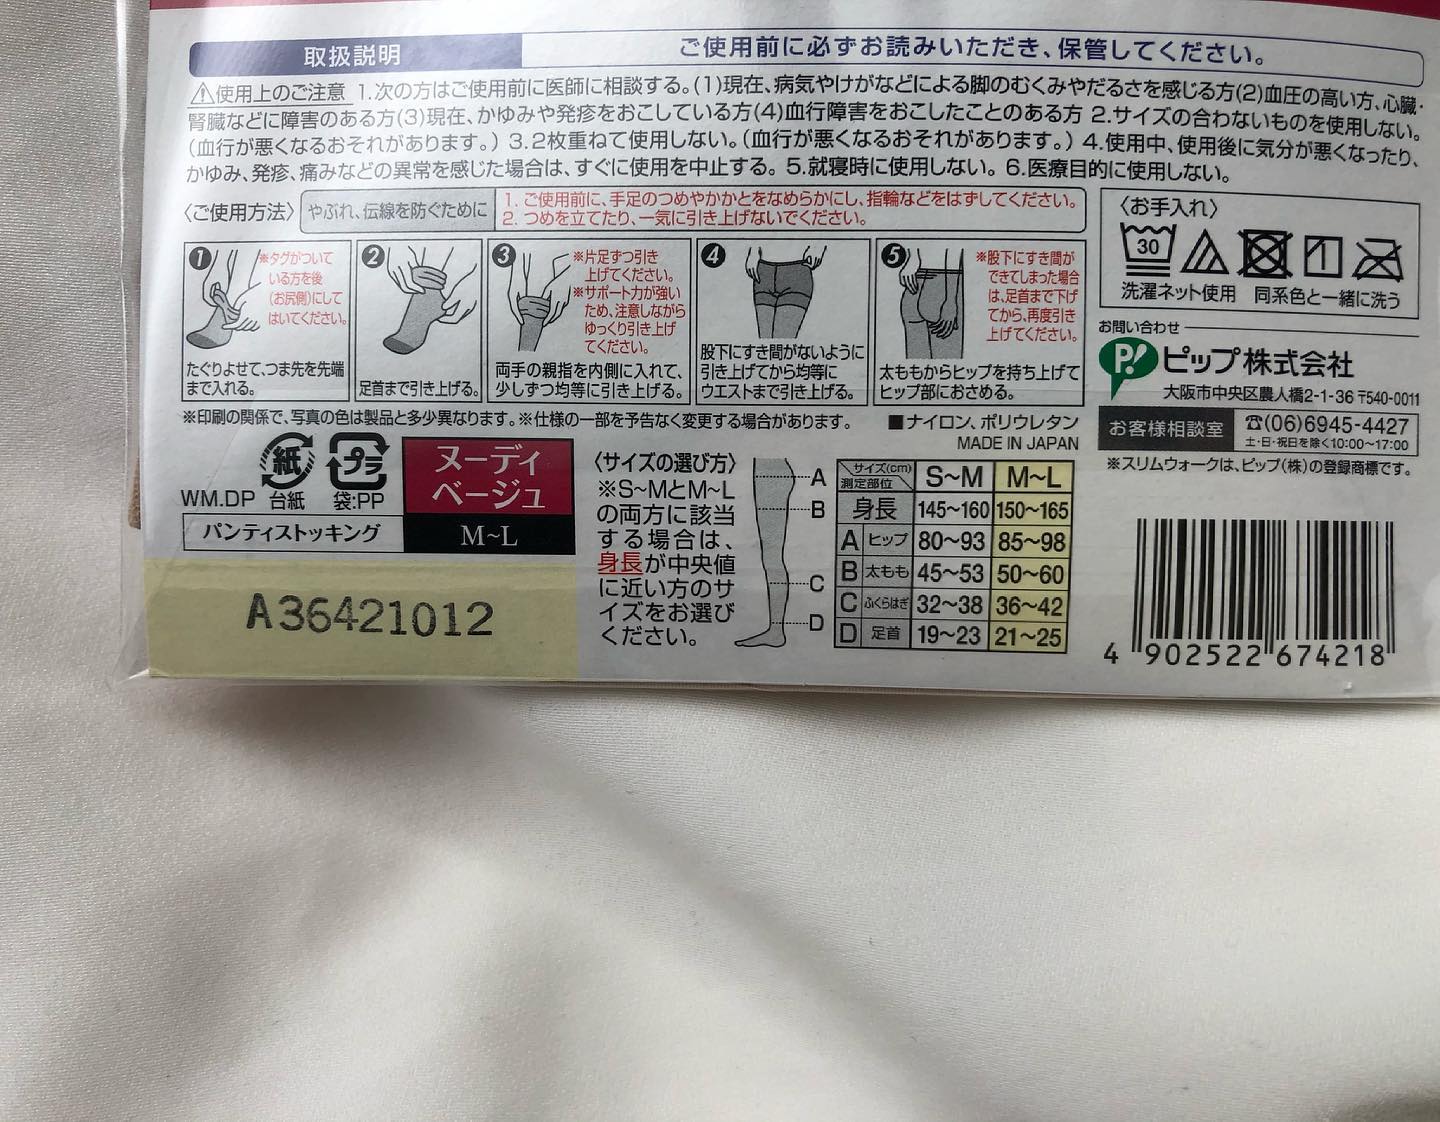 取扱説明
ご使用前に必ずお読みいただき、保管してください。
使用上のご注意 1.次の方はご使用前に医師に相談する。(1)現在、病気やけがなどによる脚のむくみやだるさを感じる方(2)血圧の高い方、心臓・
腎臓などに障害のある方(3)現在、かゆみや発疹をおこしている方(4)血行障害をおこしたことのある方 2.サイズの合わないものを使用しない。
(血行が悪くなるおそれがあります。) 3.2枚重ねて使用しない。(血行が悪くなるおそれがあります。) 4.使用中、使用後に気分が悪くなったり、
かゆみ、発疹、痛みなどの異常を感じた場合は、すぐに使用を中止する。 5.就寝時に使用しない。 6.医療目的に使用しない。
〈ご使用方法〉
やぶれ、伝線を防ぐために
1. ご使用前に、手足のつめやかかとをなめらかにし、指輪などをはずしてください。
2. つめを立てたり、一気に引き上げないでください。
1
※タグがついて
いる方を後
(お尻側)にして
はいてください。
たぐりよせて、つま先を先端
まで入れる。
2
足首まで引き上げる。
3
※片足ずつ引き
上げてください。
※サポート力が強い
ため、注意しながら
ゆっくり引き上げ
てください。
両手の親指を内側に入れて、
少しずつ均等に引き上げる。
4
股下にすき間がないように
引き上げてから均等に
ウエストまで引き上げる。
5
※股下にすき間が
できてしまった場合
は、足首まで下げ
てから、再度引き
上げてください。
太ももからヒップを持ち上げて
ヒップ部におさめる。
〈お手入れ〉
30
洗濯ネット使用 同系色と一緒に洗う
お問い合わせ
P!
ピップ株式会社
大阪市中央区農人橋2-1-36 〒540-0011
お客様相談室
☎(06)6945-4427
土・日・祝日を除く10:00〜17:00
※スリムウォークは、ピップ(株)の登録商標です。
※印刷の関係で、写真の色は製品と多少異なります。※仕様の一部を予告なく変更する場合があります。
■ナイロン、ポリウレタン
MADE IN JAPAN
紙
プラ
WM.DP 台紙 袋:PP
ヌーディ
ベージュ
パンティストッキング
M~L
A36421012
〈サイズの選び方〉
※S~MとM~L
の両方に該当
する場合は、
身長が中央値
に近い方のサ
イズをお選び
ください。
A
B
C
D
サイズ(cm) S~M M~L
測定部位
身長 145~160 150~165
A ヒップ 80~93 85~98
B 太もも 45~53 50~60
C ふくらはぎ 32~38 36~42
D 足首 19~23 21~25
4 902522 674218